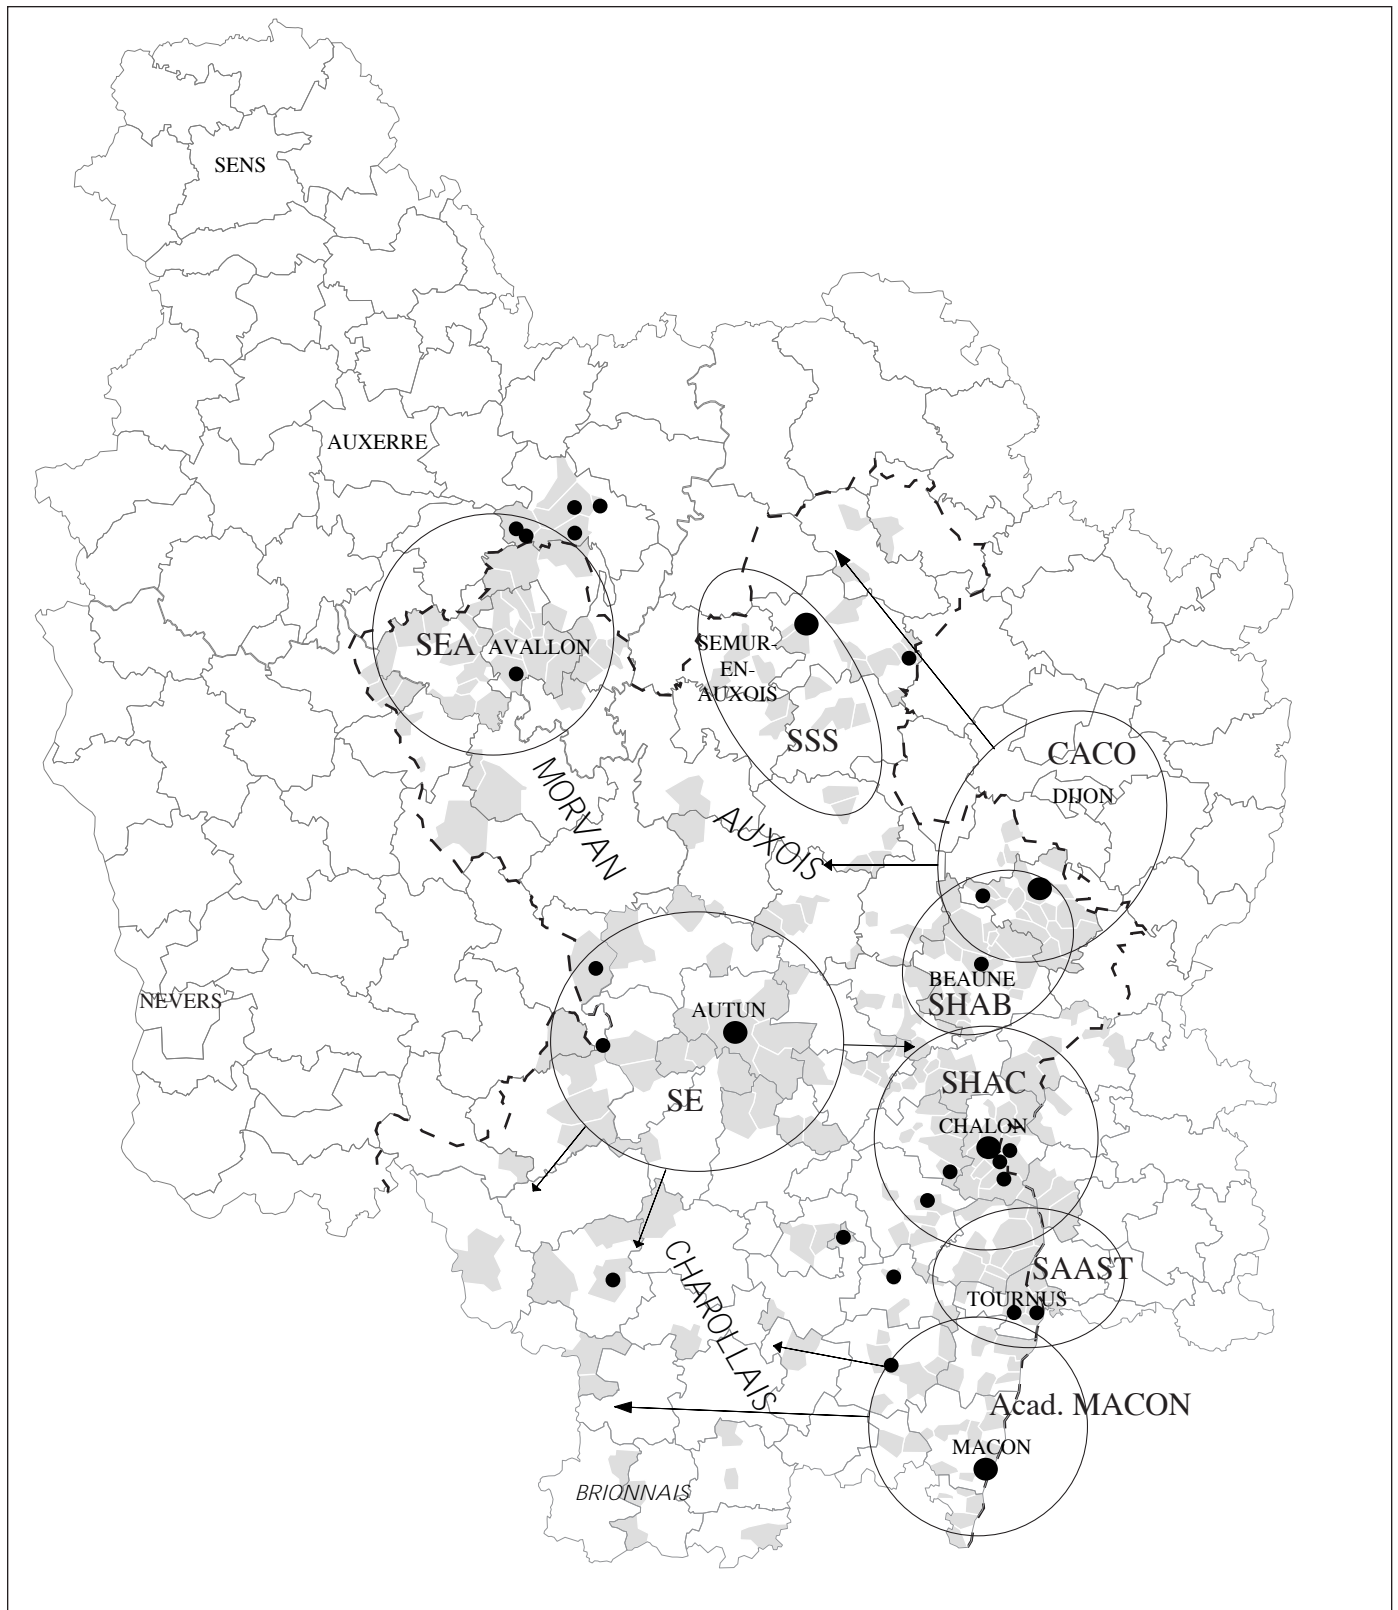 SENS
AUXERRE
SEA
AVALLON
SEMUR-
EN-
AUXOIS
SSS
CACO
DIJON
MORVAN
AUXOIS
BEAUNE
SHAB
NEVERS
AUTUN
SE
SHAC
CHALON
SAAST
TOURNUS
CHAROLLAIS
Acad. MACON
MACON
BRIONNAIS